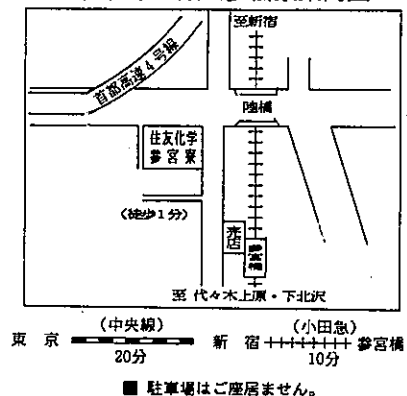 至新宿
首都高速4号線
陸橋
住友化学
參宮寮
(徒歩1分)
売店
參宮橋
至 代々木上原・下北沢
(中央線) (小田急)
東京 新宿 參宮橋
20分 10分
■ 駐車場はご座居ません。